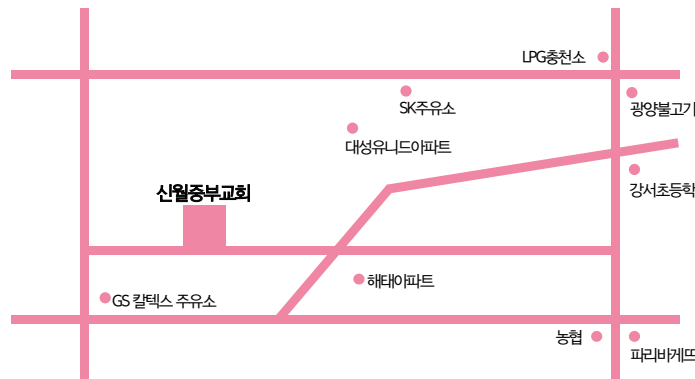 LPG충천소
SK주유소
광양불고기
대성유니드아파트
강서초등학
신월중부교회
해태아파트
GS 칼텍스 주유소
농협
파리바게뜨